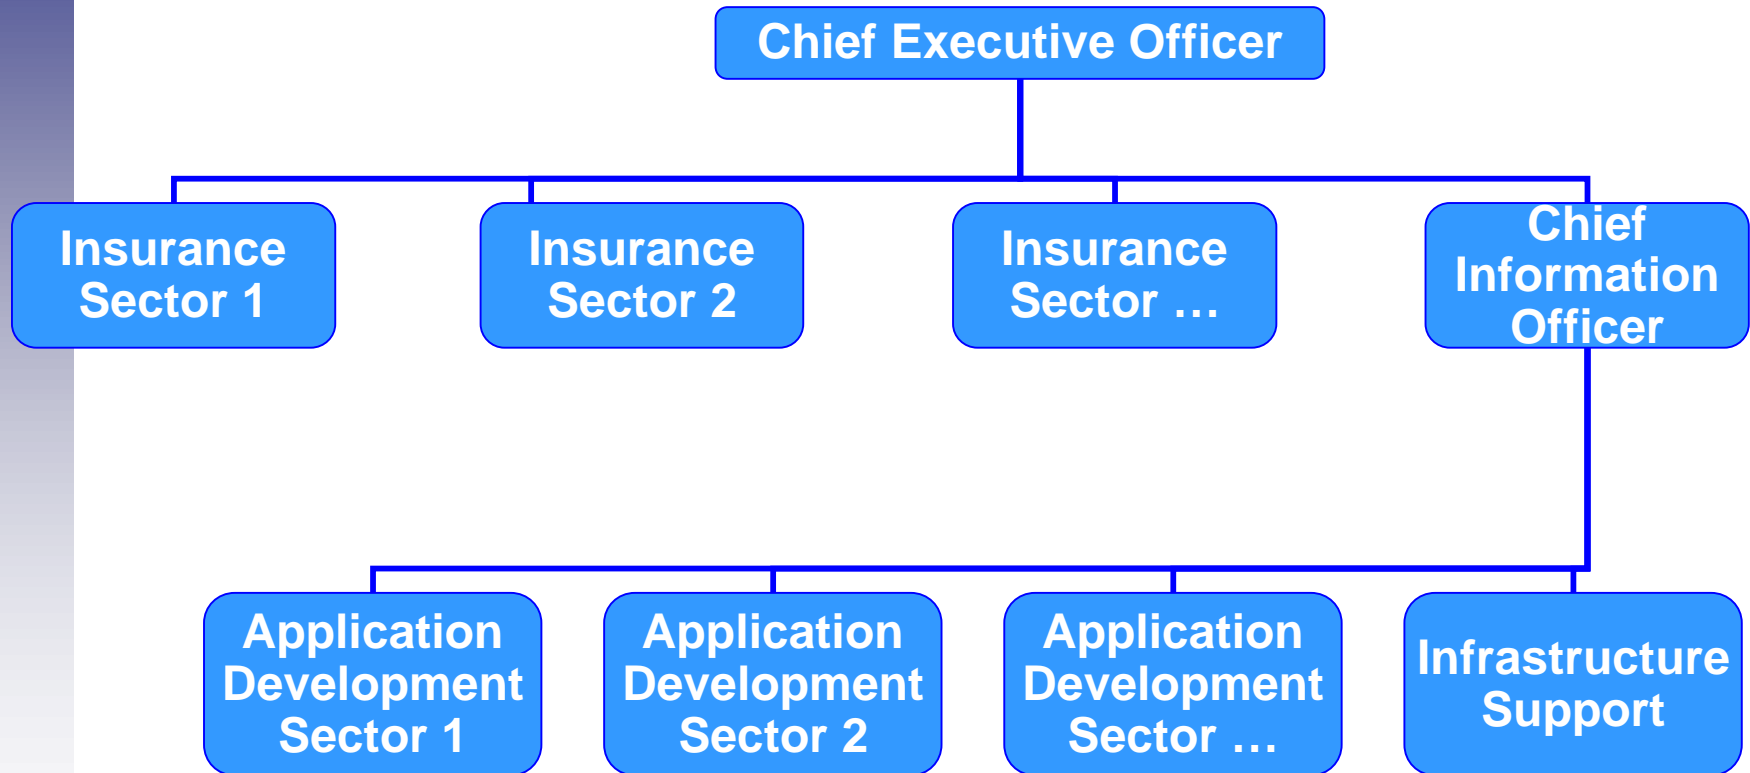 Chief Executive Officer
Insurance
Sector 1
Insurance
Sector 2
Insurance
Sector …
Chief
Information
Officer
Application
Development
Sector 1
Application
Development
Sector 2
Application
Development
Sector …
Infrastructure
Support